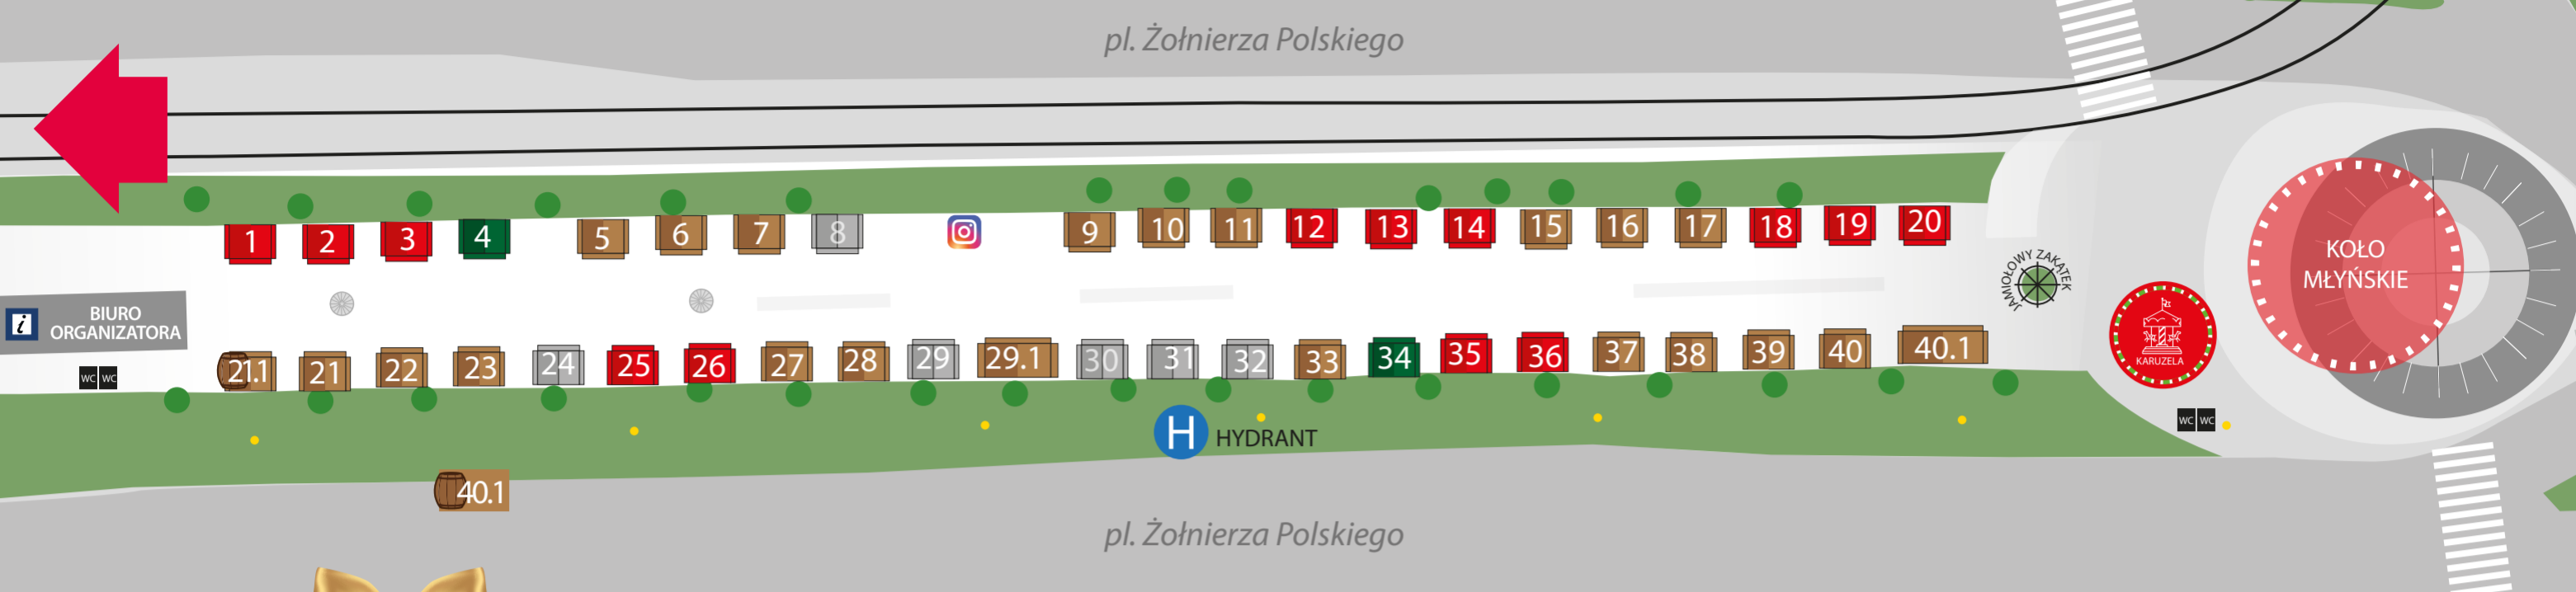 pl. Żołnierza Polskiego
1 2 3 4 5 6 7 8 9 10 11 12 13 14 15 16 17 18 19 20
JAMIOŁOWY ZAKĄTEK
KOŁO
MŁYŃSKIE
i BIURO
ORGANIZATORA
KARUZELA
21.1 21 22 23 24 25 26 27 28 29 29.1 30 31 32 33 34 35 36 37 38 39 40 40.1
WC WC
WC WC
H HYDRANT
40.1
pl. Żołnierza Polskiego